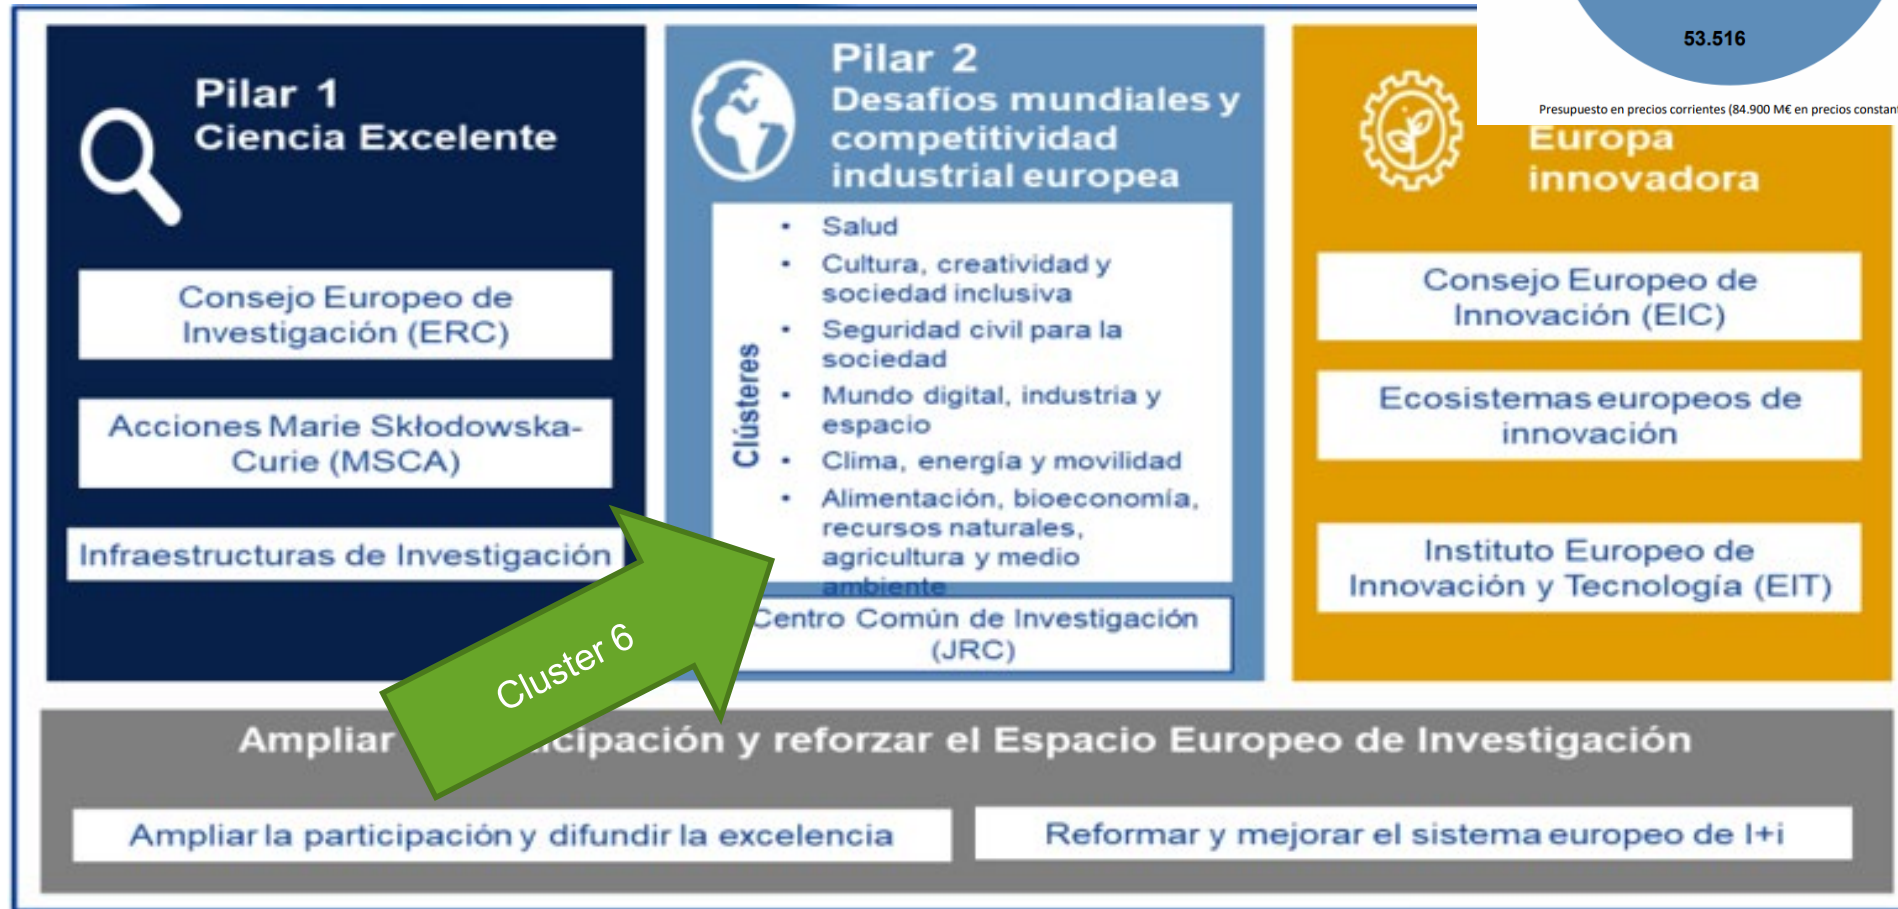 53.516
Presupuesto en precios corrientes (84.900 M€ en precios
Pilar 1
Ciencia Excelente
Consejo Europeo de
Investigación (ERC)
Acciones Marie Skłodowska-
Curie (MSCA)
Infraestructuras de Investigación
Pilar 2
Desafíos mundiales y
competitividad
industrial europea
Clústeres
• Salud
• Cultura, creatividad y
sociedad inclusiva
• Seguridad civil para la
sociedad
• Mundo digital, industria y
espacio
• Clima, energía y movilidad
• Alimentación, bioeconomía,
recursos naturales,
agricultura y medio
ambiente
Centro Común de Investigación
(JRC)
Europa
innovadora
Consejo Europeo de
Innovación (EIC)
Ecosistemas europeos de
innovación
Instituto Europeo de
Innovación y Tecnología (EIT)
Cluster 6
Ampliar y reforzar el Espacio Europeo de Investigación
Ampliar la participación y difundir la excelencia
Reformar y mejorar el sistema europeo de I+i